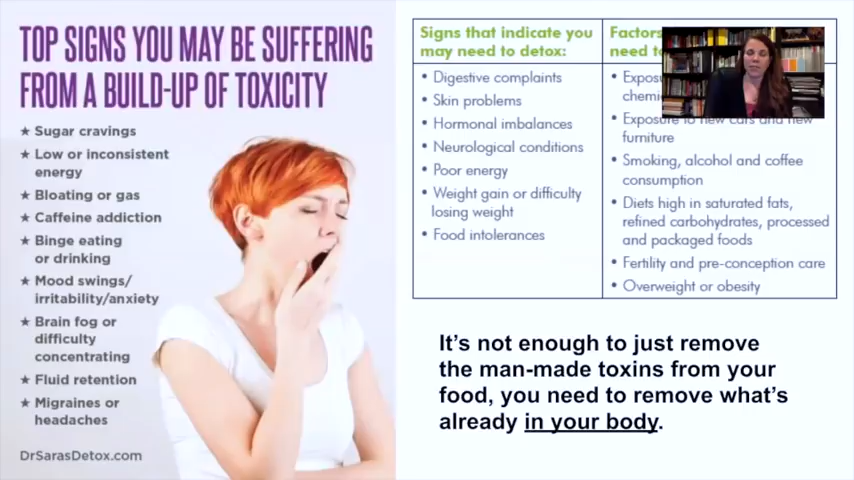 TOP SIGNS YOU MAY BE SUFFERING
FROM A BUILD-UP OF TOXICITY
★ Sugar cravings
★ Low or inconsistent
energy
★ Bloating or gas
★ Caffeine addiction
★ Binge eating
or drinking
★ Mood swings/
irritability/anxiety
★ Brain fog or
difficulty
concentrating
★ Fluid retention
★ Migraines or
headaches
DrSarasDetox.com
Signs that indicate you
may need to detox:
• Digestive complaints
• Skin problems
• Hormonal imbalances
• Neurological conditions
• Poor energy
• Weight gain or difficulty
losing weight
• Food intolerances
Factors
need to
•
• Exposure to new cars and new
furniture
• Smoking, alcohol and coffee
consumption
• Diets high in saturated fats,
refined carbohydrates, processed
and packaged foods
• Fertility and pre-conception care
• Overweight or obesity
It's not enough to just remove
the man-made toxins from your
food, you need to remove what's
already in your body.